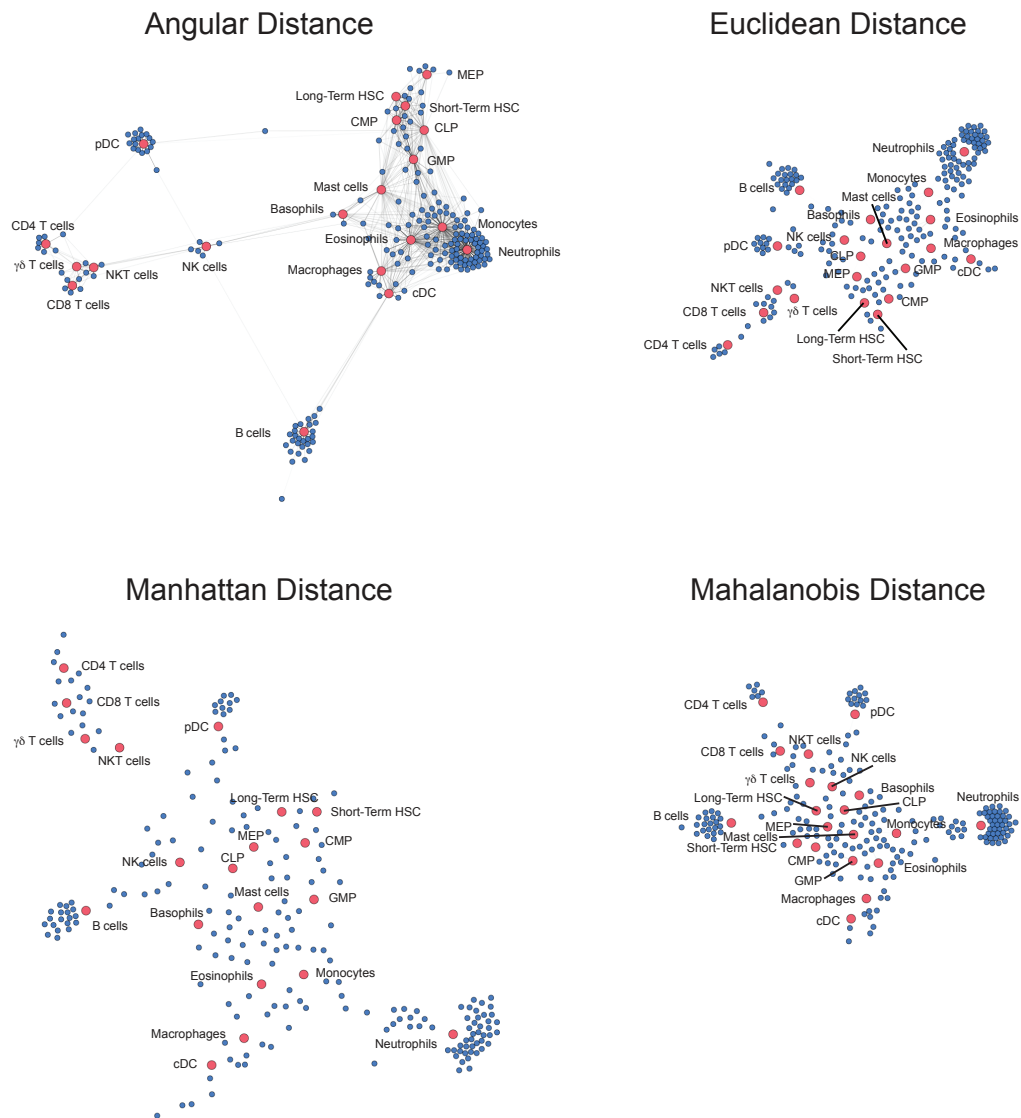 Angular Distance
MEP
Long-Term HSC
Short-Term HSC
CMP
CLP
pDC
GMP
Mast cells
Basophils
Monocytes
CD4 T cells
Eosinophils
Neutrophils
γδ T cells
NKT cells
NK cells
Macrophages
CD8 T cells
cDC
B cells
Euclidean Distance
Neutrophils
Monocytes
B cells
Mast cells
Basophils
Eosinophils
pDC
NK cells
Macrophages
CLP
cDC
MEP
GMP
NKT cells
CMP
CD8 T cells
γδ T cells
Long-Term HSC
CD4 T cells
Short-Term HSC
Manhattan Distance
CD4 T cells
CD8 T cells
pDC
γδ T cells
NKT cells
Long-Term HSC
Short-Term HSC
MEP
CMP
NK cells
CLP
Mast cells
GMP
Basophils
B cells
Eosinophils
Monocytes
Macrophages
Neutrophils
cDC
Mahalanobis Distance
CD4 T cells
pDC
NKT cells
CD8 T cells
NK cells
γδ T cells
Basophils
Long-Term HSC
CLP
Neutrophils
B cells
MEP
Monocytes
Mast cells
Short-Term HSC
CMP
Eosinophils
GMP
Macrophages
cDC